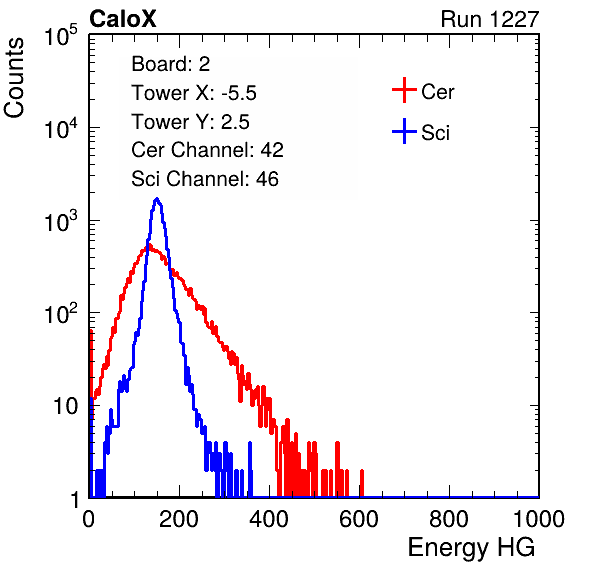 CaloX Run 1227
Counts
Board: 2
Tower X: -5.5
Tower Y: 2.5
Cer Channel: 42
Sci Channel: 46
Cer
Sci
10^5
10^4
10^3
10^2
10
1
0 200 400 600 800 1000
Energy HG